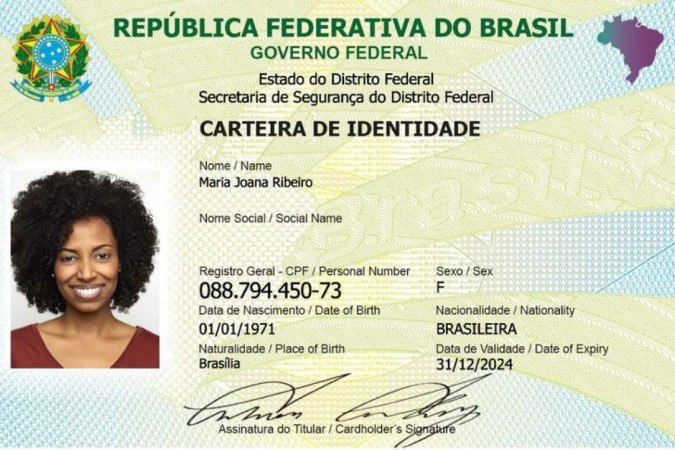 REPÚBLICA FEDERATIVA DO BRASIL
GOVERNO FEDERAL
Estado do Distrito Federal
Secretaria de Segurança do Distrito Federal
CARTEIRA DE IDENTIDADE
Nome / Name
Maria Joana Ribeiro
Nome Social / Social Name
Registro Geral - CPF / Personal Number
088.794.450-73
Sexo / Sex
F
Data de Nascimento / Date of Birth
01/01/1971
Nacionalidade / Nationality
BRASILEIRA
Naturalidade / Place of Birth
Brasília
Data de Validade / Date of Expiry
31/12/2024
Assinatura do Titular / Cardholder's Signature